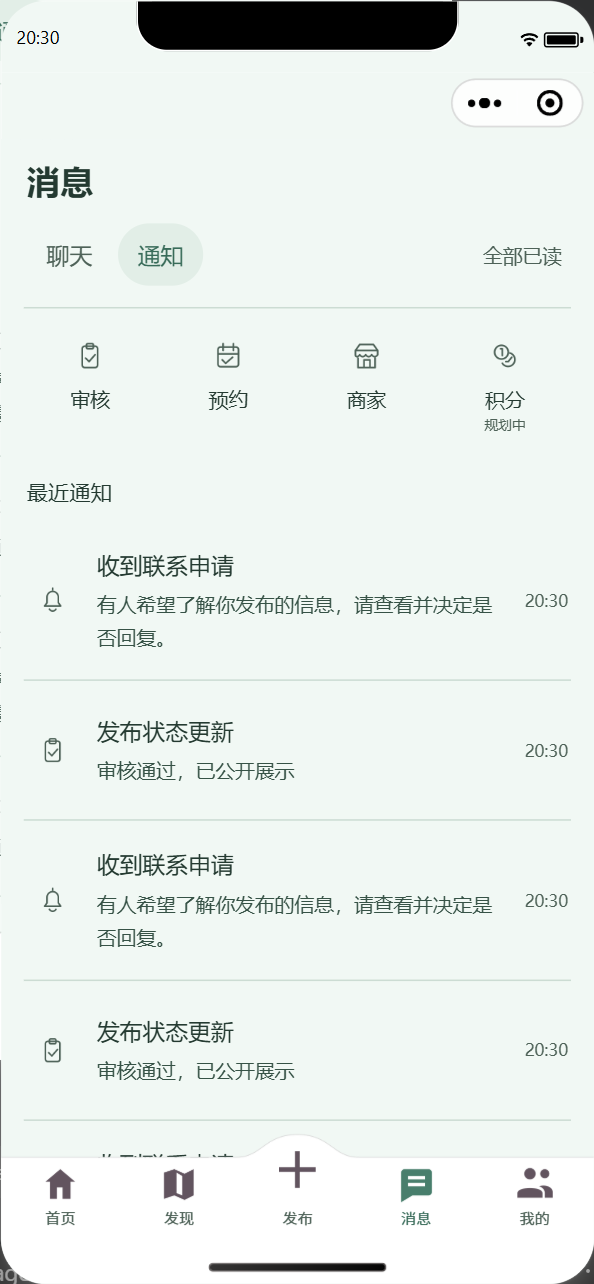 20:30
消息
聊天 通知 全部已读
审核 预约 商家 积分
规划中
最近通知
收到联系申请
有人希望了解你发布的信息，请查看并决定是
否回复。
20:30
发布状态更新
审核通过，已公开展示
20:30
收到联系申请
有人希望了解你发布的信息，请查看并决定是
否回复。
20:30
发布状态更新
审核通过，已公开展示
20:30
首页 发现 发布 消息 我的